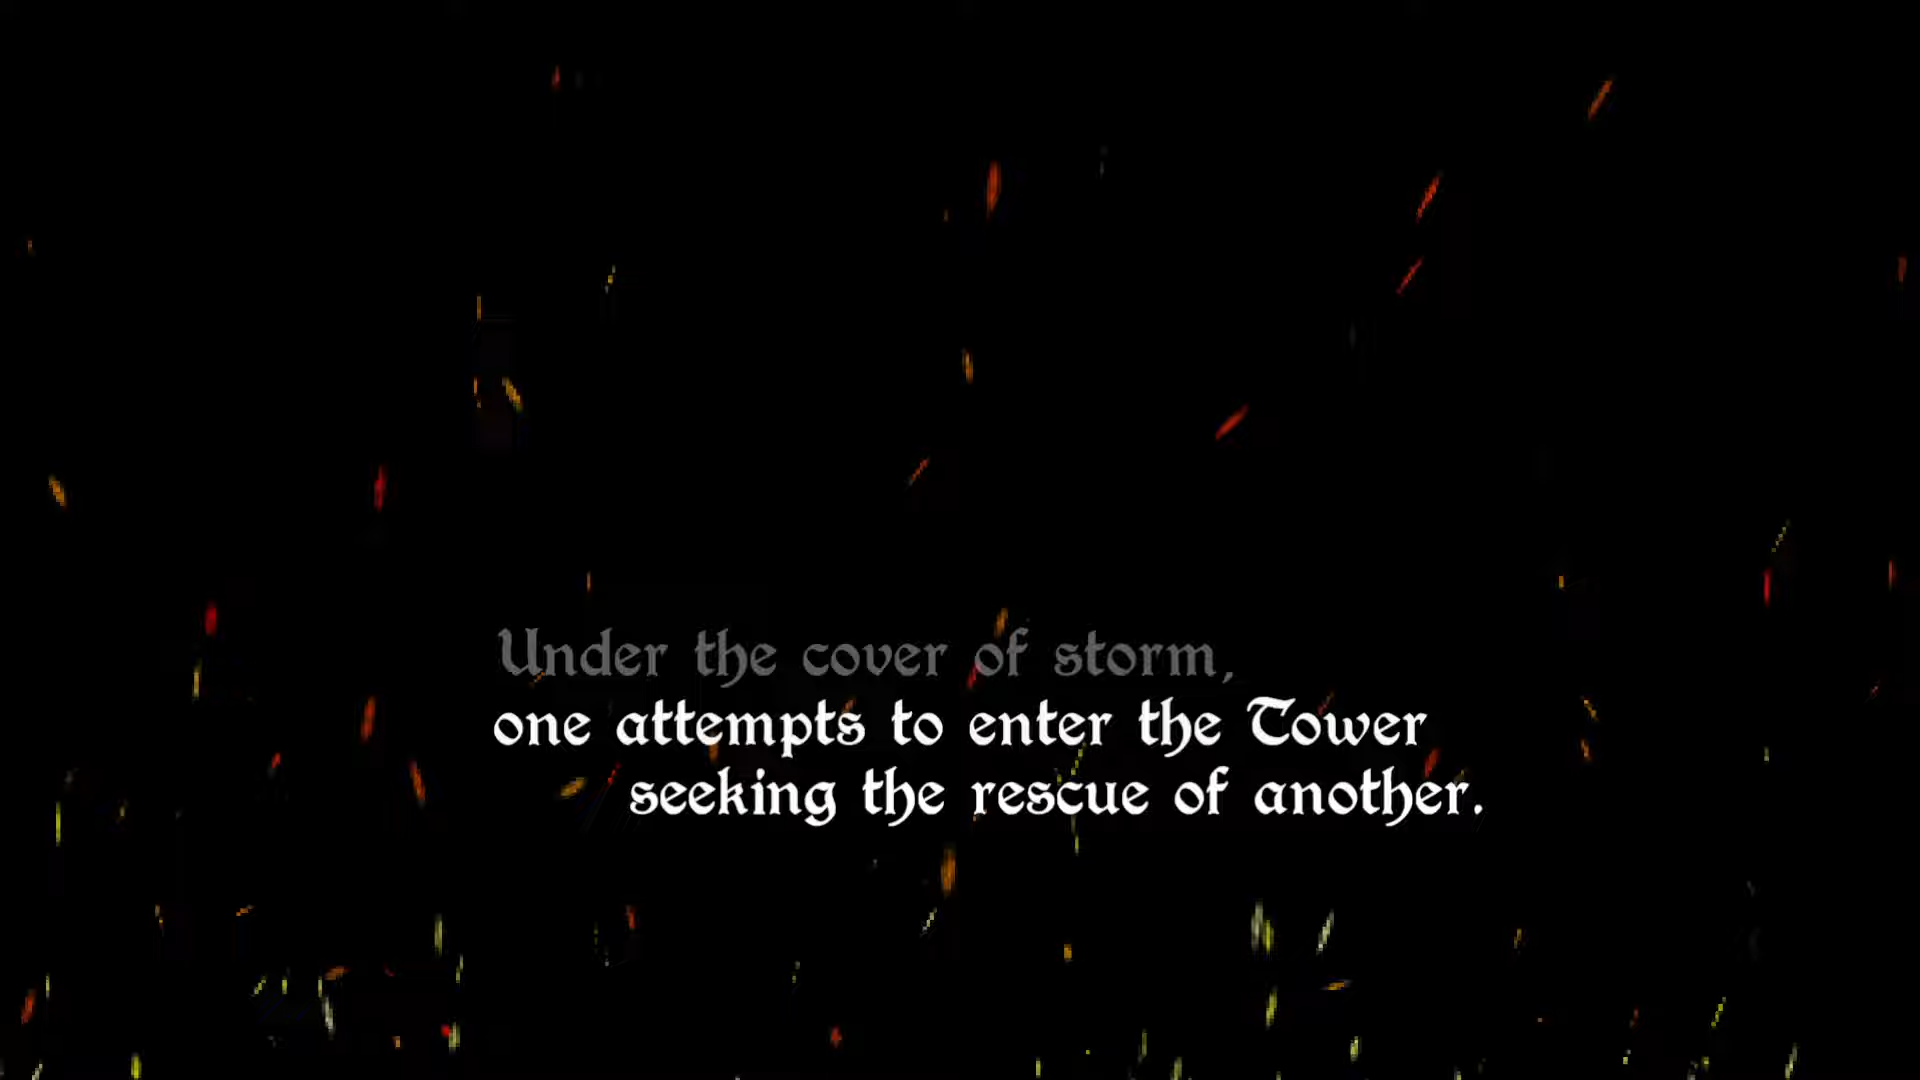 Under the cover of storm,
one attempts to enter the Tower
seeking the rescue of another.